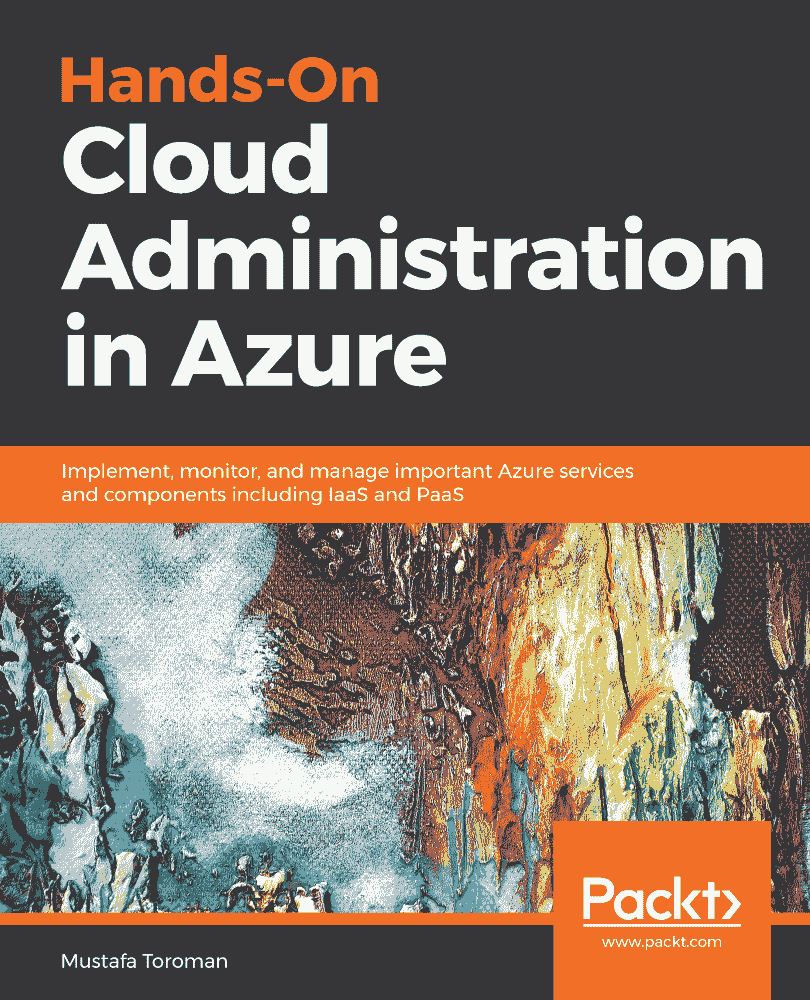 Hands-On
Cloud
Administration
in Azure
Implement, monitor, and manage important Azure services
and components including IaaS and PaaS
Packt>
www.packt.com
Mustafa Toroman